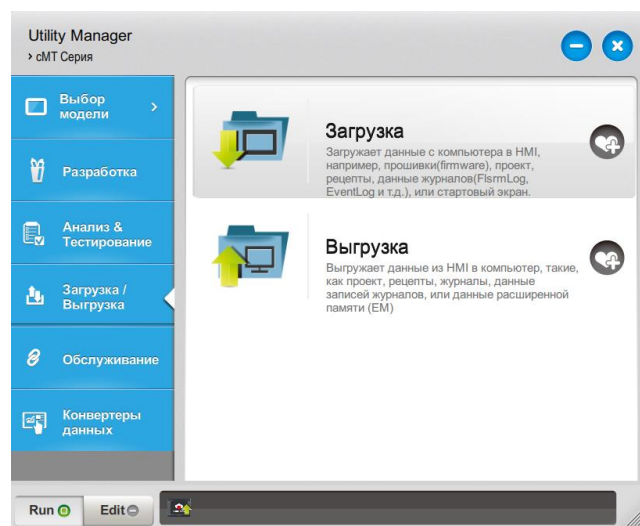 Utility Manager
› cMT Серия
Выбор
модели
Разработка
Анализ &
Тестирование
Загрузка /
Выгрузка
Обслуживание
Конвертеры
данных
Загрузка
Загружает данные с компьютера в HMI,
например, прошивки(firmware), проект,
рецепты, данные журналов(FlsrmLog,
EventLog и т.д.), или стартовый экран.
Выгрузка
Выгружает данные из HMI в компьютер, такие,
как проект, рецепты, журналы, данные
записей журналов, или данные расширенной
памяти (EM)
Run
Edit